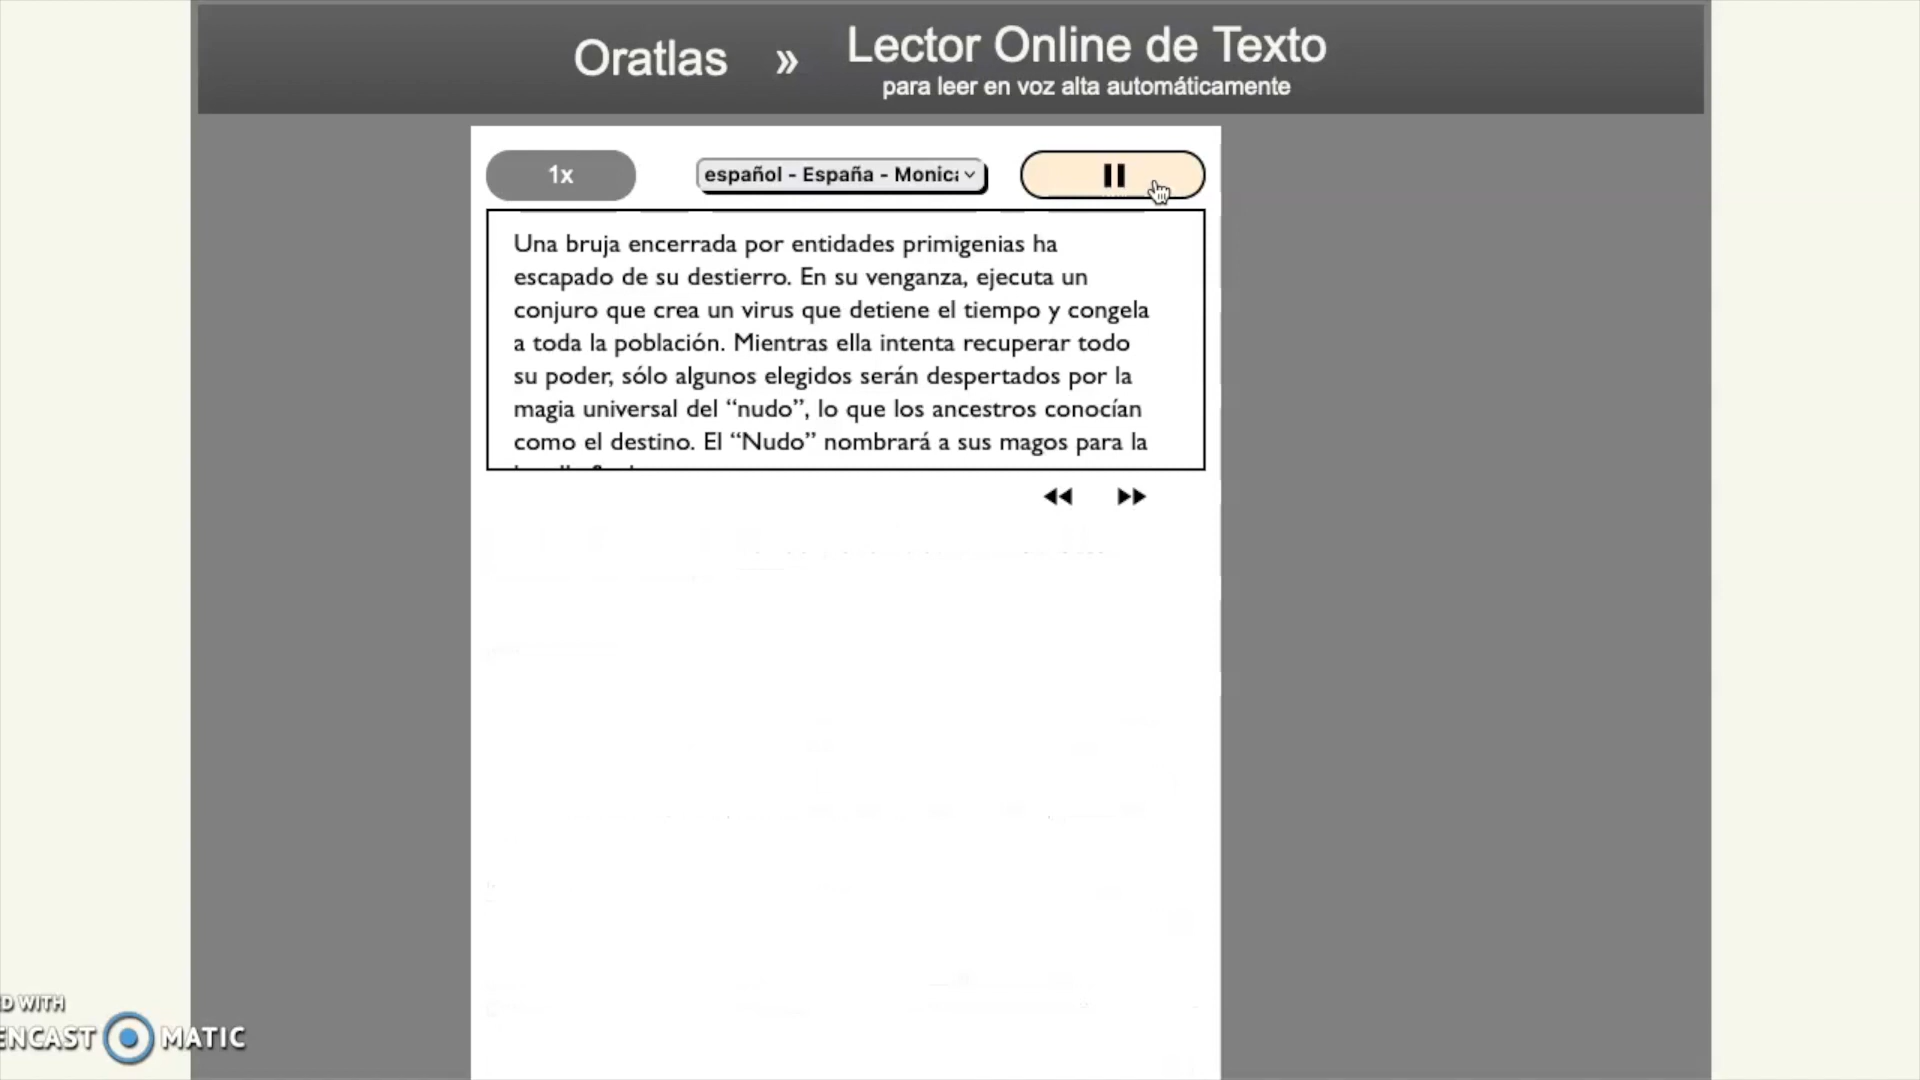 Oratlas » Lector Online de Texto
para leer en voz alta automáticamente
1x
español - España - Monica
Una bruja encerrada por entidades primigenias ha
escapado de su destierro. En su venganza, ejecuta un
conjuro que crea un virus que detiene el tiempo y congela
a toda la población. Mientras ella intenta recuperar todo
su poder, sólo algunos elegidos serán despertados por la
magia universal del “nudo”, lo que los ancestros conocían
como el destino. El “Nudo” nombrará a sus magos para la
D WITH
ENCAST MATIC